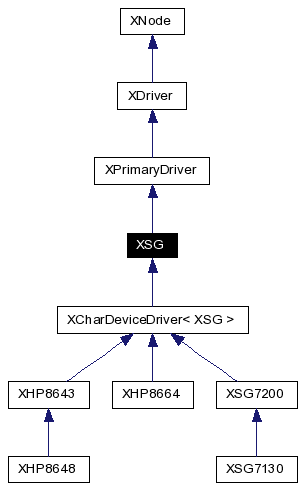 XNode
XDriver
XPrimaryDriver
XSG
XCharDeviceDriver< XSG >
XHP8643
XHP8664
XSG7200
XHP8648
XSG7130